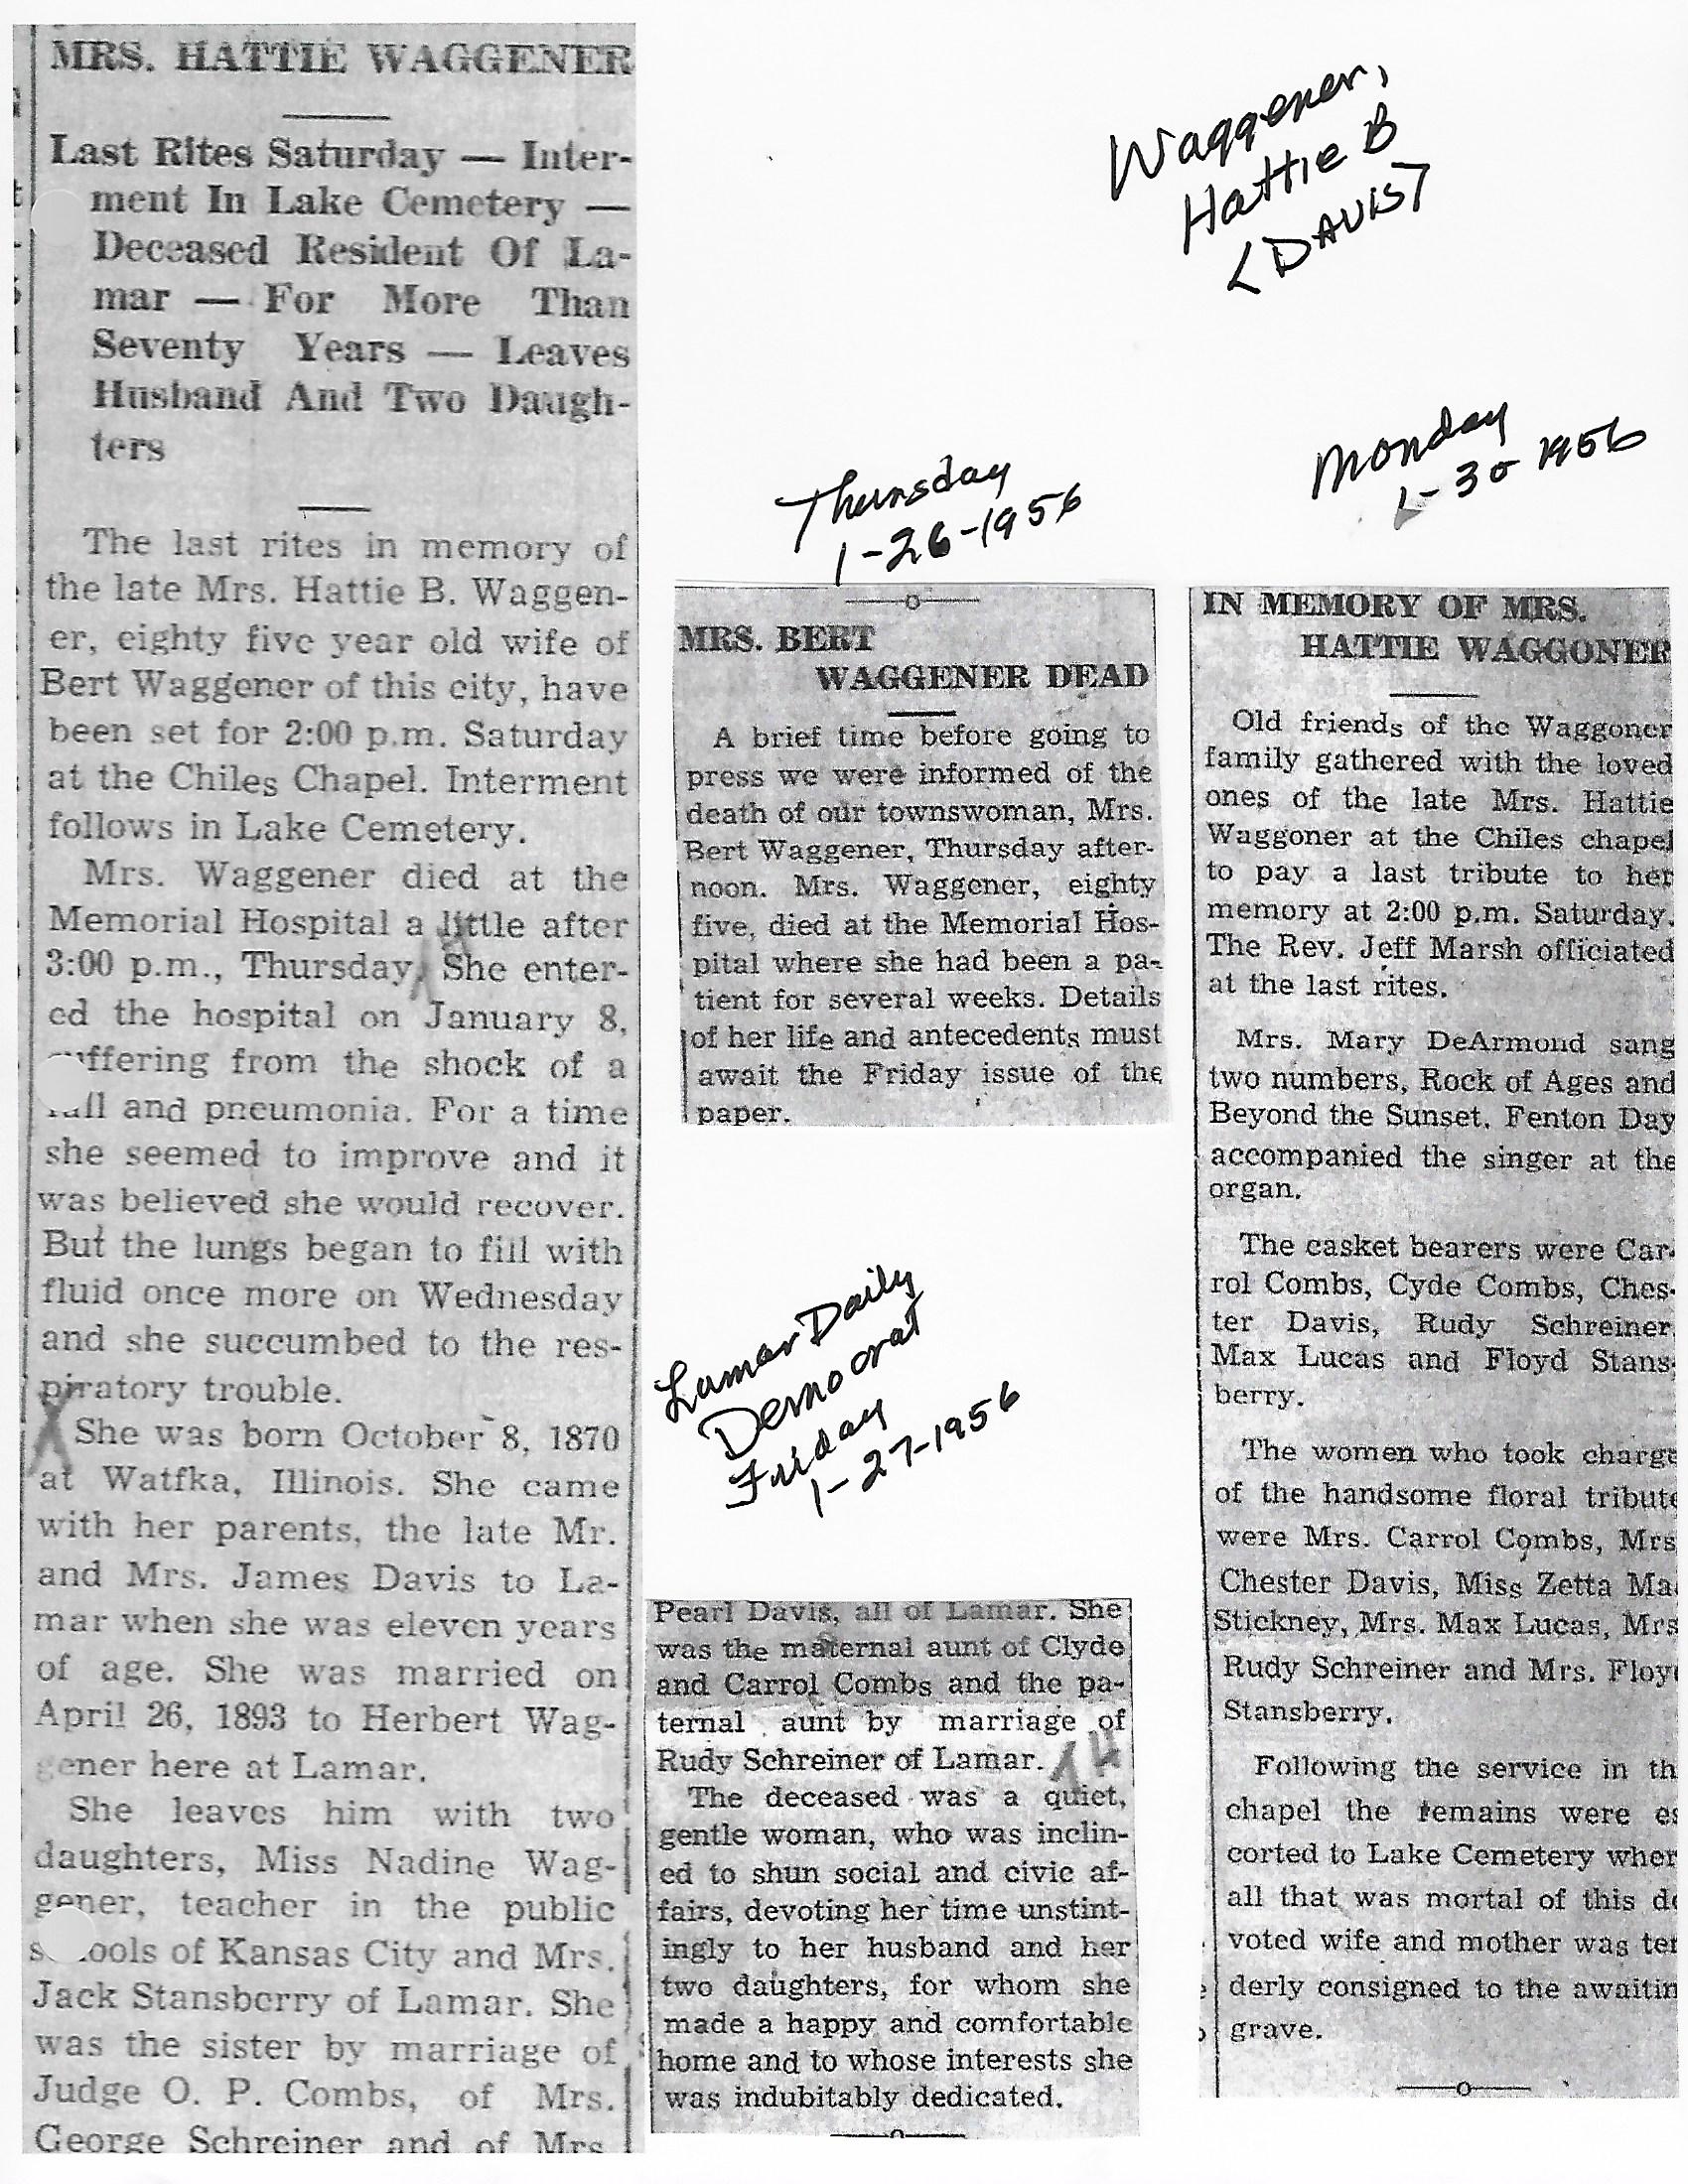 MRS. HATTIE WAGGENER
Last Rites Saturday — Inter-
ment In Lake Cemetery —
Deceased Resident Of La-
mar — For More Than
Seventy Years — Leaves
Husband And Two Daugh-
ters
The last rites in memory of
the late Mrs. Hattie B. Waggen-
er, eighty five year old wife of
Bert Waggener of this city, have
been set for 2:00 p.m. Saturday
at the Chiles Chapel. Interment
follows in Lake Cemetery.
Mrs. Waggener died at the
Memorial Hospital a little after
3:00 p.m., Thursday. She enter-
ed the hospital on January 8,
suffering from the shock of a
fall and pneumonia. For a time
she seemed to improve and it
was believed she would recover.
But the lungs began to fill with
fluid once more on Wednesday
and she succumbed to the res-
piratory trouble.
She was born October 8, 1870
at Watfka, Illinois. She came
with her parents, the late Mr.
and Mrs. James Davis to La-
mar when she was eleven years
of age. She was married on
April 26, 1893 to Herbert Wag-
gener here at Lamar.
She leaves him with two
daughters, Miss Nadine Wag-
gener, teacher in the public
schools of Kansas City and Mrs.
Jack Stansberry of Lamar. She
was the sister by marriage of
Judge O. P. Combs, of Mrs.
George Schreiner and of Mrs.
Waggener,
Hattie B
(DAVIS)
Thursday
1-26-1956
MRS. BERT
WAGGENER DEAD
A brief time before going to
press we were informed of the
death of our townswoman, Mrs.
Bert Waggener, Thursday after-
noon. Mrs. Waggener, eighty
five, died at the Memorial Hos-
pital where she had been a pa-
tient for several weeks. Details
of her life and antecedents must
await the Friday issue of the
paper.
Lamar Daily
Democrat
Friday
1-27-1956
Pearl Davis, all of Lamar. She
was the maternal aunt of Clyde
and Carrol Combs and the pa-
ternal aunt by marriage of
Rudy Schreiner of Lamar.
The deceased was a quiet,
gentle woman, who was inclin-
ed to shun social and civic af-
fairs, devoting her time unstint-
ingly to her husband and her
two daughters, for whom she
made a happy and comfortable
home and to whose interests she
was indubitably dedicated.
Monday
1-30 1956
IN MEMORY OF MRS.
HATTIE WAGGONER
Old friends of the Waggoner
family gathered with the loved
ones of the late Mrs. Hattie
Waggoner at the Chiles chapel
to pay a last tribute to her
memory at 2:00 p.m. Saturday.
The Rev. Jeff Marsh officiated
at the last rites.
Mrs. Mary DeArmond sang
two numbers, Rock of Ages and
Beyond the Sunset. Fenton Day
accompanied the singer at the
organ.
The casket bearers were Car-
rol Combs, Cyde Combs, Ches-
ter Davis, Rudy Schreiner
Max Lucas and Floyd Stans-
berry.
The women who took charge
of the handsome floral tribute
were Mrs. Carrol Combs, Mrs
Chester Davis, Miss Zetta Ma
Stickney, Mrs. Max Lucas, Mrs
Rudy Schreiner and Mrs. Floy
Stansberry.
Following the service in th
chapel the remains were es
corted to Lake Cemetery wher
all that was mortal of this de
voted wife and mother was ten
derly consigned to the awaitin
grave.